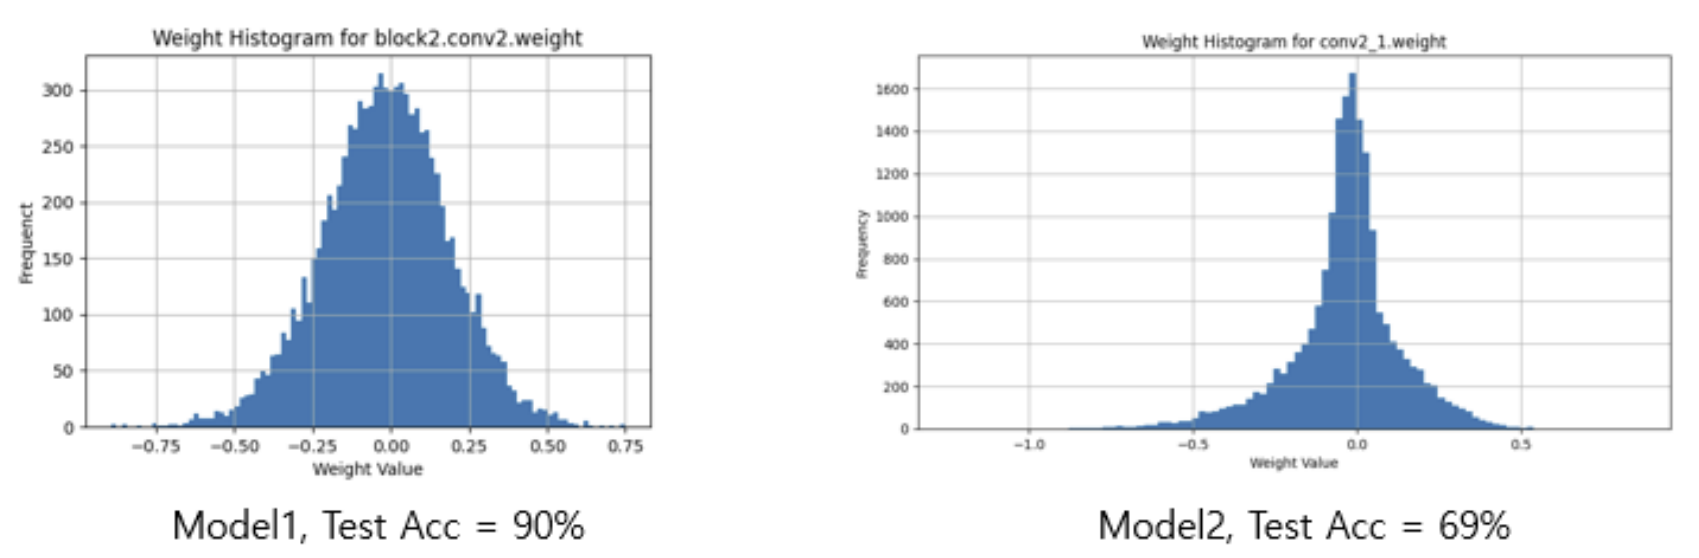 Weight Histogram for block2.conv2.weight
300
250
200
150
100
50
0
Frequenct
−0.75 −0.50 −0.25 0.00 0.25 0.50 0.75
Weight Value
Model1, Test Acc = 90%
Weight Histogram for conv2_1.weight
1600
1400
1200
1000
800
600
400
200
0
Frequency
−1.0 −0.5 0.0 0.5
Weight Value
Model2, Test Acc = 69%